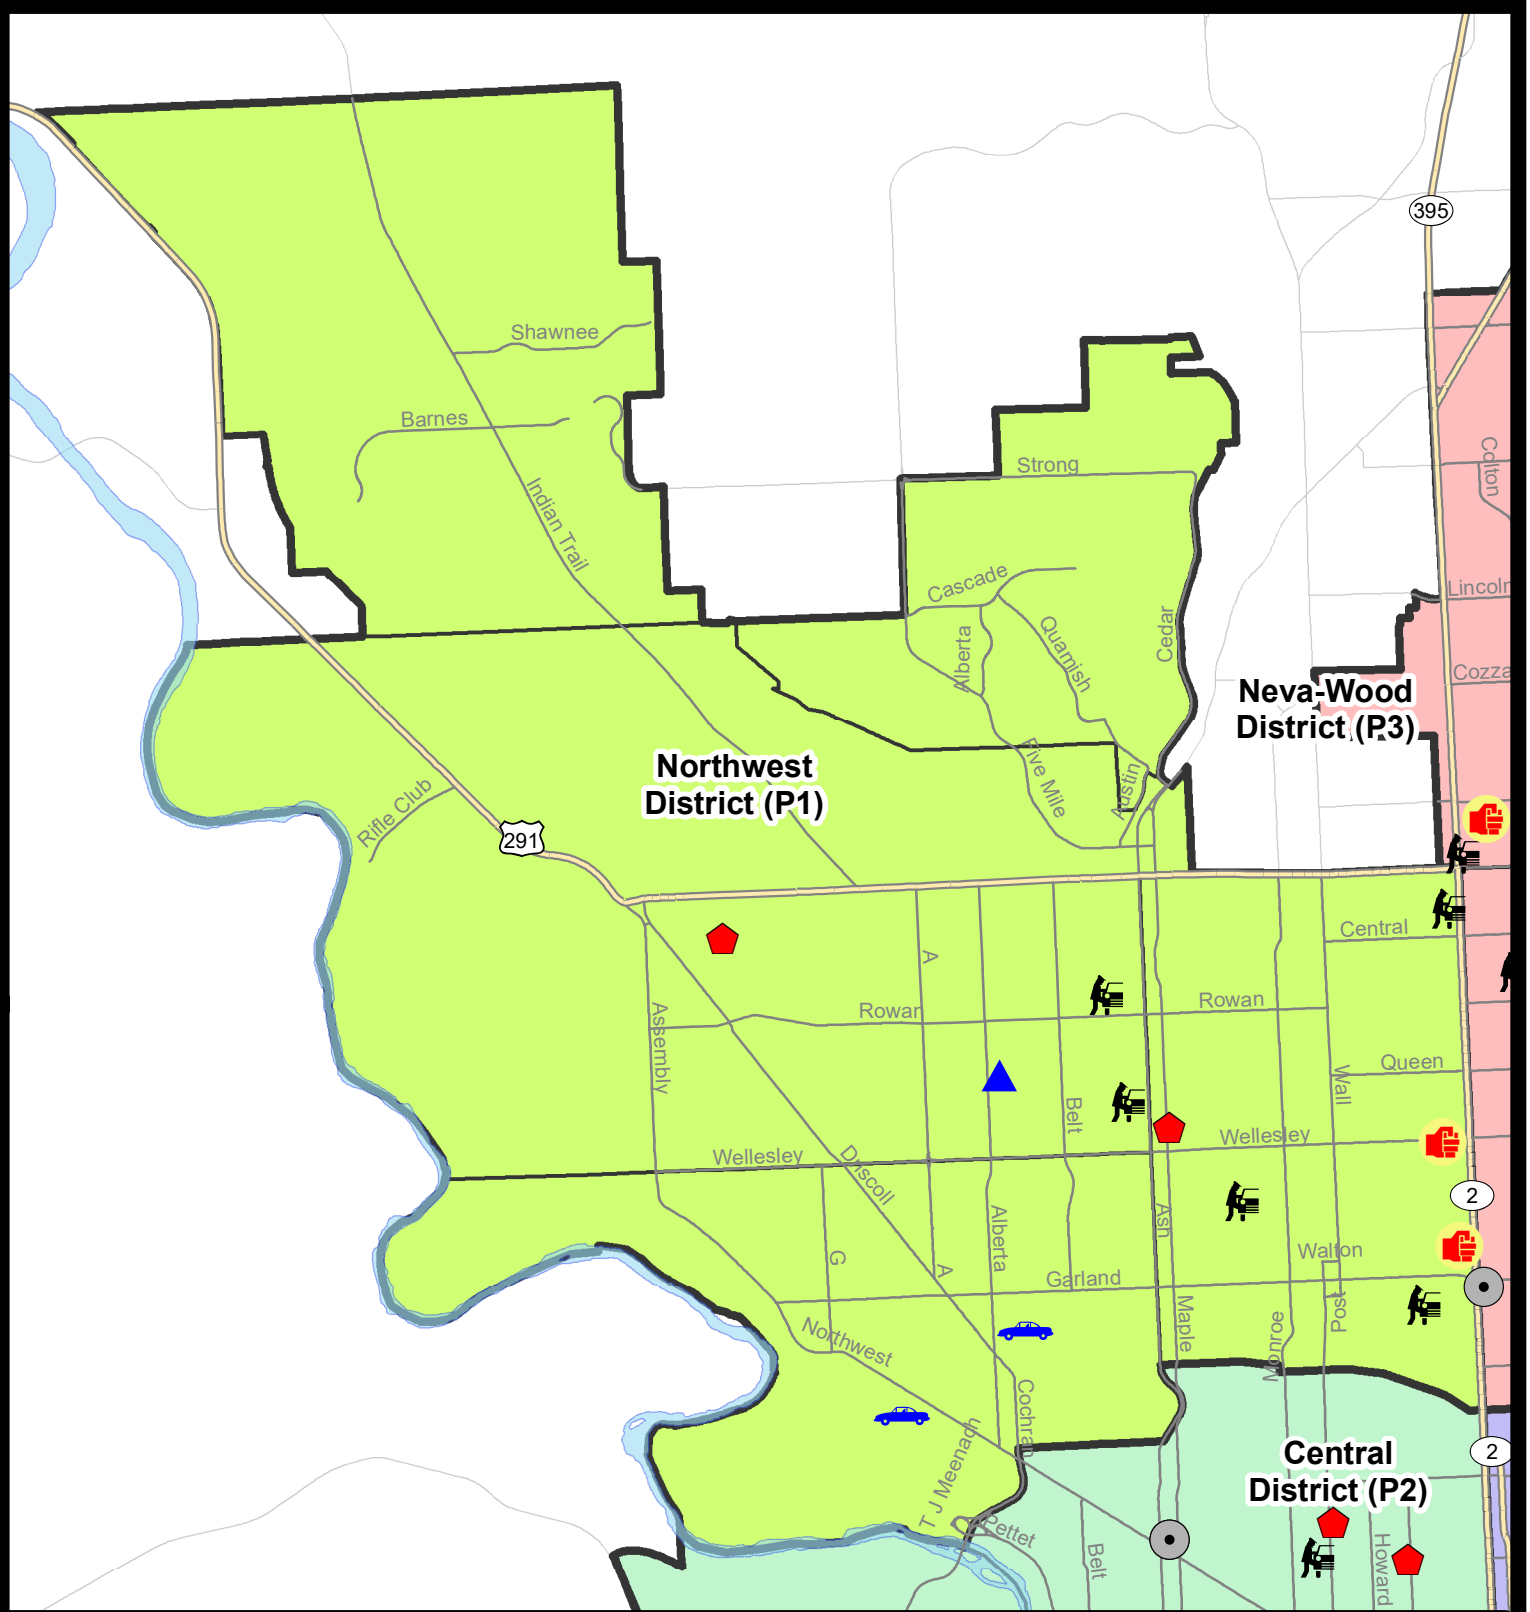 395
Shawnee
Barnes
Indian Trail
Strong
Colton
Cascade
Alberta
Quamish
Cedar
Lincoln
Cozza
Neva-Wood
District (P3)
Northwest
District (P1)
Five Mile
Austin
Rifle Club
291
Central
A
Rowan
Rowan
Assembly
Queen
Wall
Belt
Wellesley
Wellesley
Driscoll
2
Alberta
Ash
G
A
Walton
Garland
Post
Maple
Monroe
Northwest
Cochran
T J Meenach
Pettet
Central
District (P2)
2
Belt
Howard